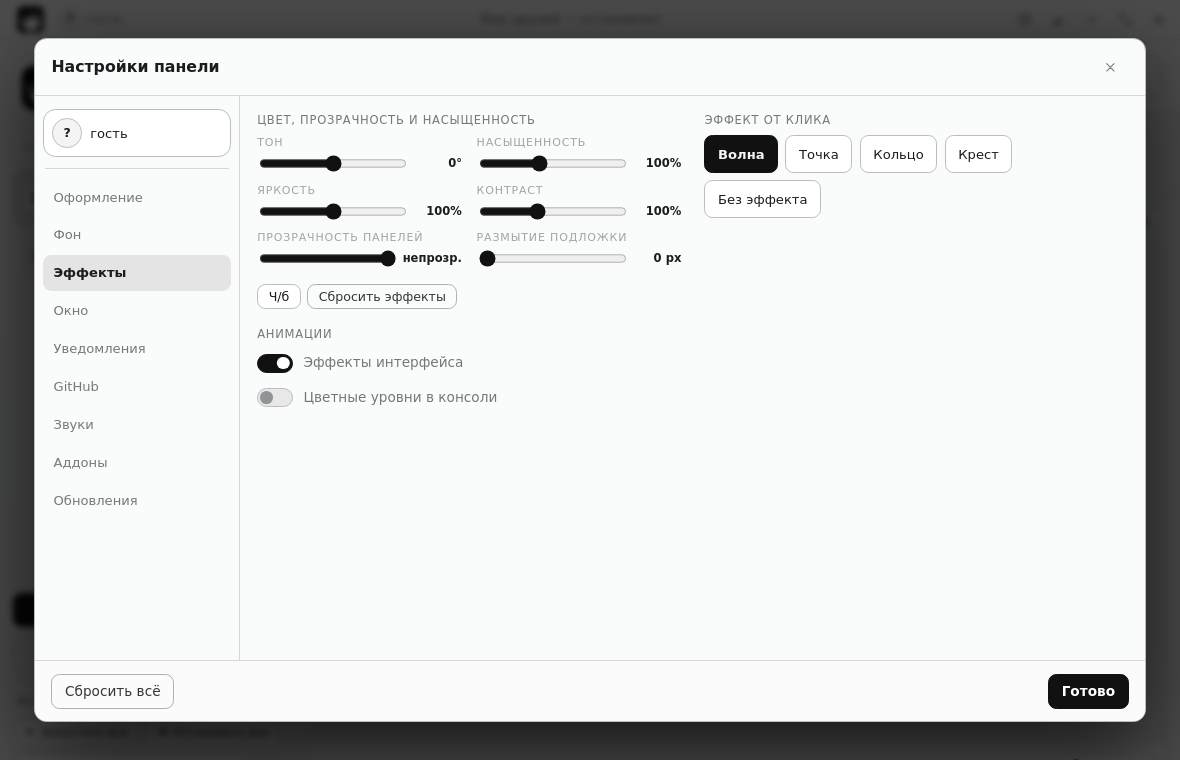 Настройки панели
×
? гость
Оформление
Фон
Эффекты
Окно
Уведомления
GitHub
Звуки
Аддоны
Обновления
ЦВЕТ, ПРОЗРАЧНОСТЬ И НАСЫЩЕННОСТЬ
ТОН 0°
НАСЫЩЕННОСТЬ 100%
ЯРКОСТЬ 100%
КОНТРАСТ 100%
ПРОЗРАЧНОСТЬ ПАНЕЛЕЙ непрозр.
РАЗМЫТИЕ ПОДЛОЖКИ 0 px
Ч/б Сбросить эффекты
АНИМАЦИИ
Эффекты интерфейса
Цветные уровни в консоли
ЭФФЕКТ ОТ КЛИКА
Волна Точка Кольцо Крест
Без эффекта
Сбросить всё
Готово